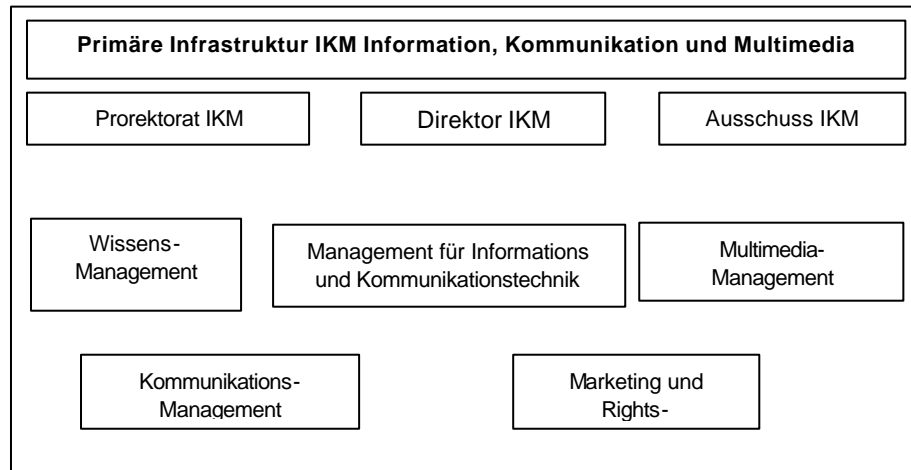 Primäre Infrastruktur IKM Information, Kommunikation und Multimedia
Prorektorat IKM
Direktor IKM
Ausschuss IKM
Wissens-
Management
Management für Informations
und Kommunikationstechnik
Multimedia-
Management
Kommunikations-
Management
Marketing und
Rights-